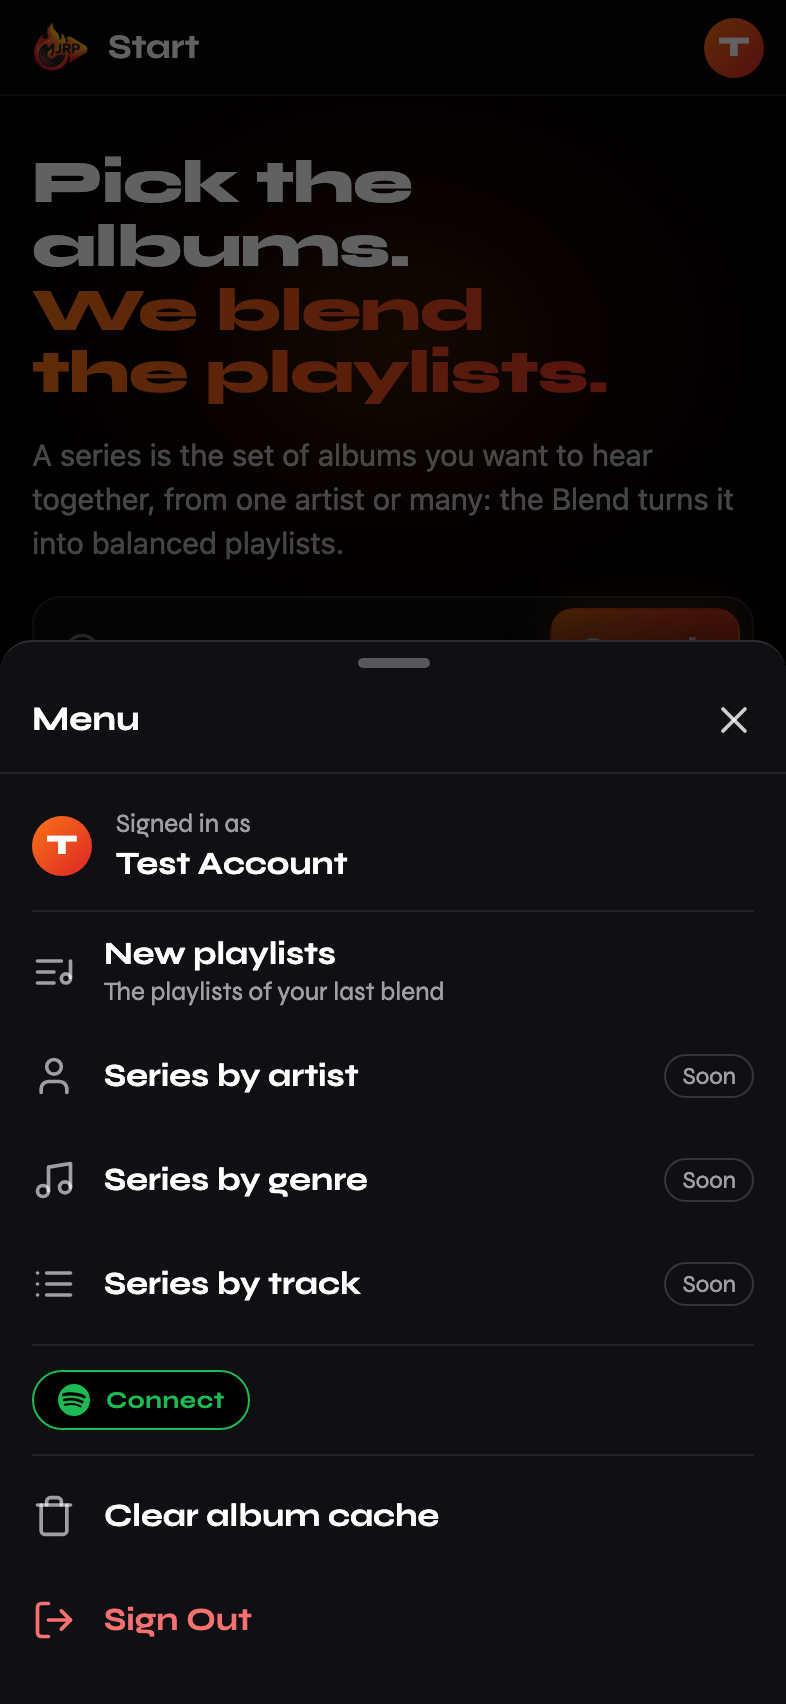 MJRP
Start
T
Pick the
albums.
We blend
the playlists.
A series is the set of albums you want to hear
together, from one artist or many: the Blend turns it
into balanced playlists.
Menu
T
Signed in as
Test Account
New playlists
The playlists of your last blend
Series by artist
Soon
Series by genre
Soon
Series by track
Soon
Connect
Clear album cache
Sign Out